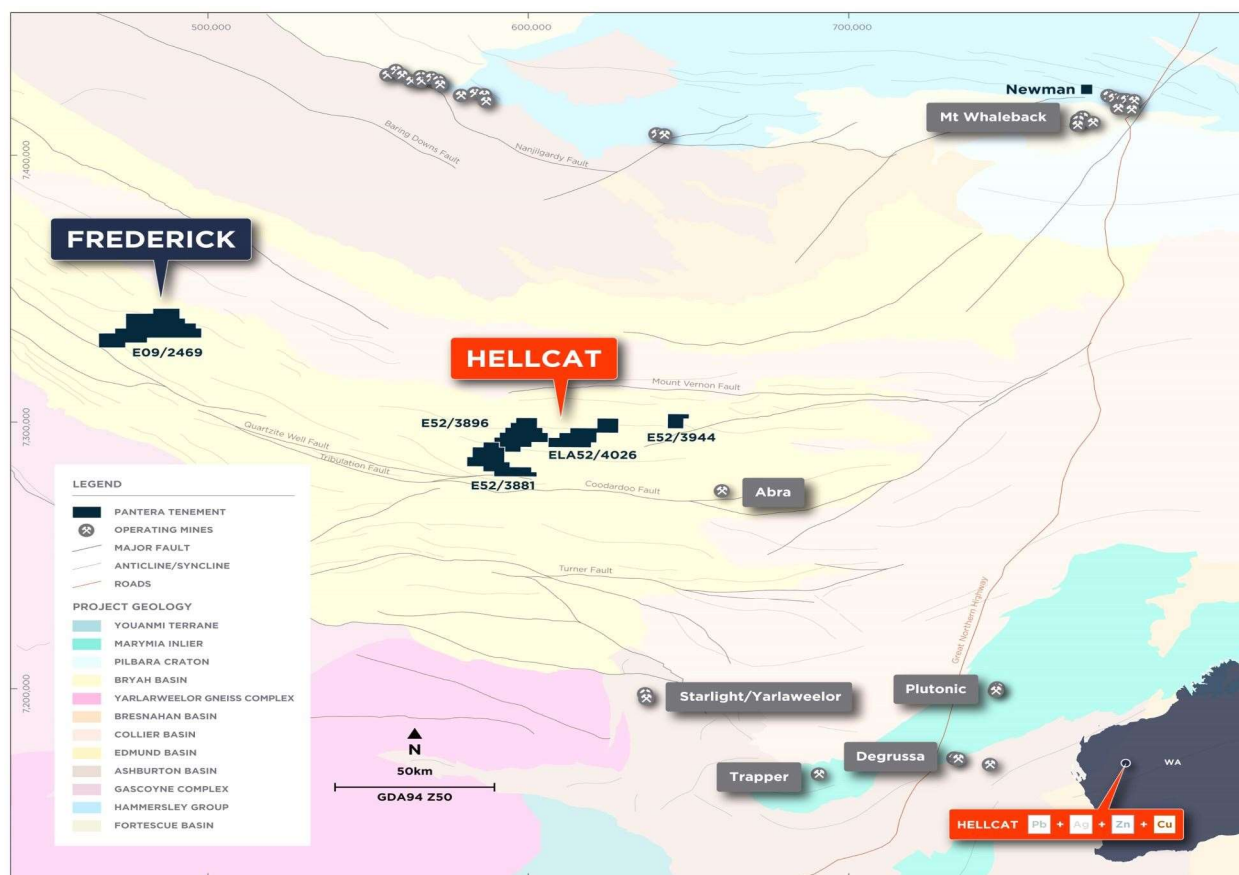 500,000
600,000
700,000
Newman
Mt Whaleback
Baring Downs Fault
Nanjilgardy Fault
7,400,000
FREDERICK
E09/2469
HELLCAT
Mount Vernon Fault
E52/3896
E52/3944
7,300,000
ELA52/4026
Quartzite Well Fault
Tribulation Fault
E52/3881
Coodardoo Fault
Abra
LEGEND
PANTERA TENEMENT
OPERATING MINES
MAJOR FAULT
ANTICLINE/SYNCLINE
ROADS
PROJECT GEOLOGY
YOUANMI TERRANE
MARYMIA INLIER
PILBARA CRATON
BRYAH BASIN
YARLARWEELOR GNEISS COMPLEX
BRESNAHAN BASIN
COLLIER BASIN
EDMUND BASIN
ASHBURTON BASIN
GASCOYNE COMPLEX
HAMMERSLEY GROUP
FORTESCUE BASIN
Turner Fault
Great Northern Highway
7,200,000
Starlight/Yarlaweelor
Plutonic
N
50km
GDA94 Z50
Degrussa
Trapper
WA
HELLCAT Pb + Ag + Zn + Cu